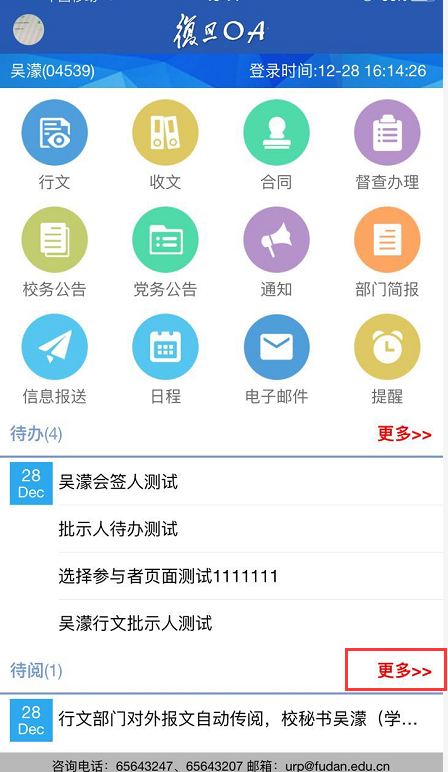 復旦OA
吴濛(04539) 登录时间:12-28 16:14:26
行文 收文 合同 督查办理
校务公告 党务公告 通知 部门简报
信息报送 日程 电子邮件 提醒
待办(4) 更多>>
28
Dec
吴濛会签人测试
批示人待办测试
选择参与者页面测试1111111
吴濛行文批示人测试
待阅(1) 更多>>
28
Dec
行文部门对外报文自动传阅，校秘书吴濛（学...
咨询电话：65643247、65643207 邮箱：urp@fudan.edu.cn